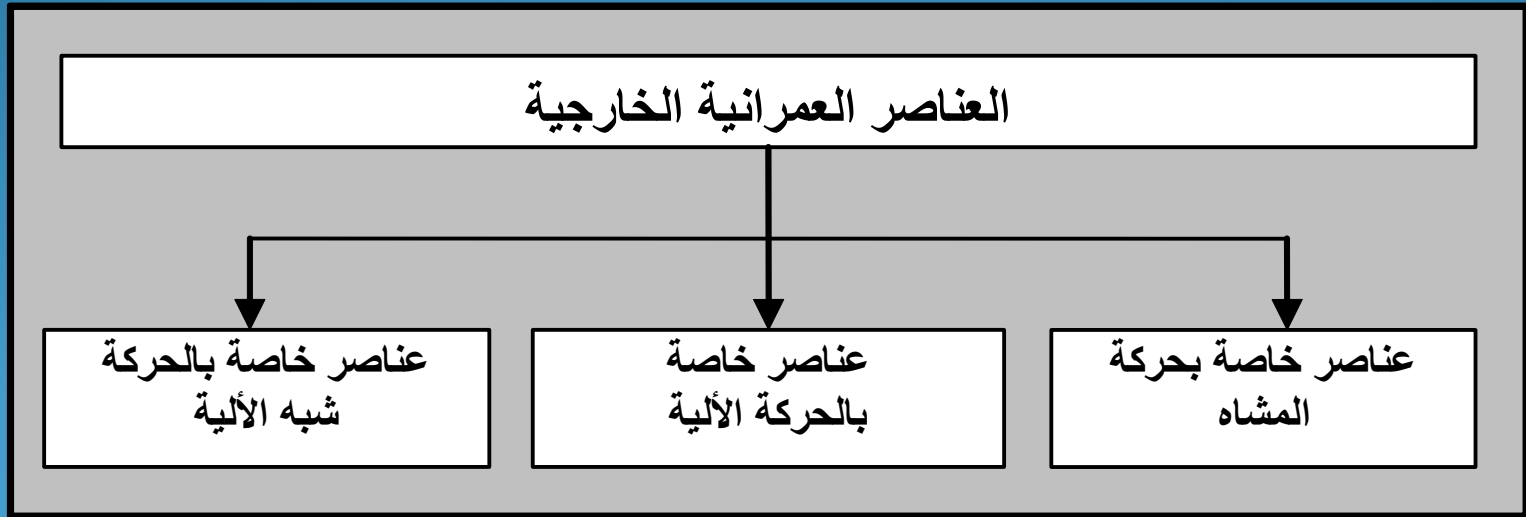 العناصر العمرانية الخارجية
عناصر خاصة بحركة
المشاه
عناصر خاصة
بالحركة الألية
عناصر خاصة بالحركة
شبه الألية